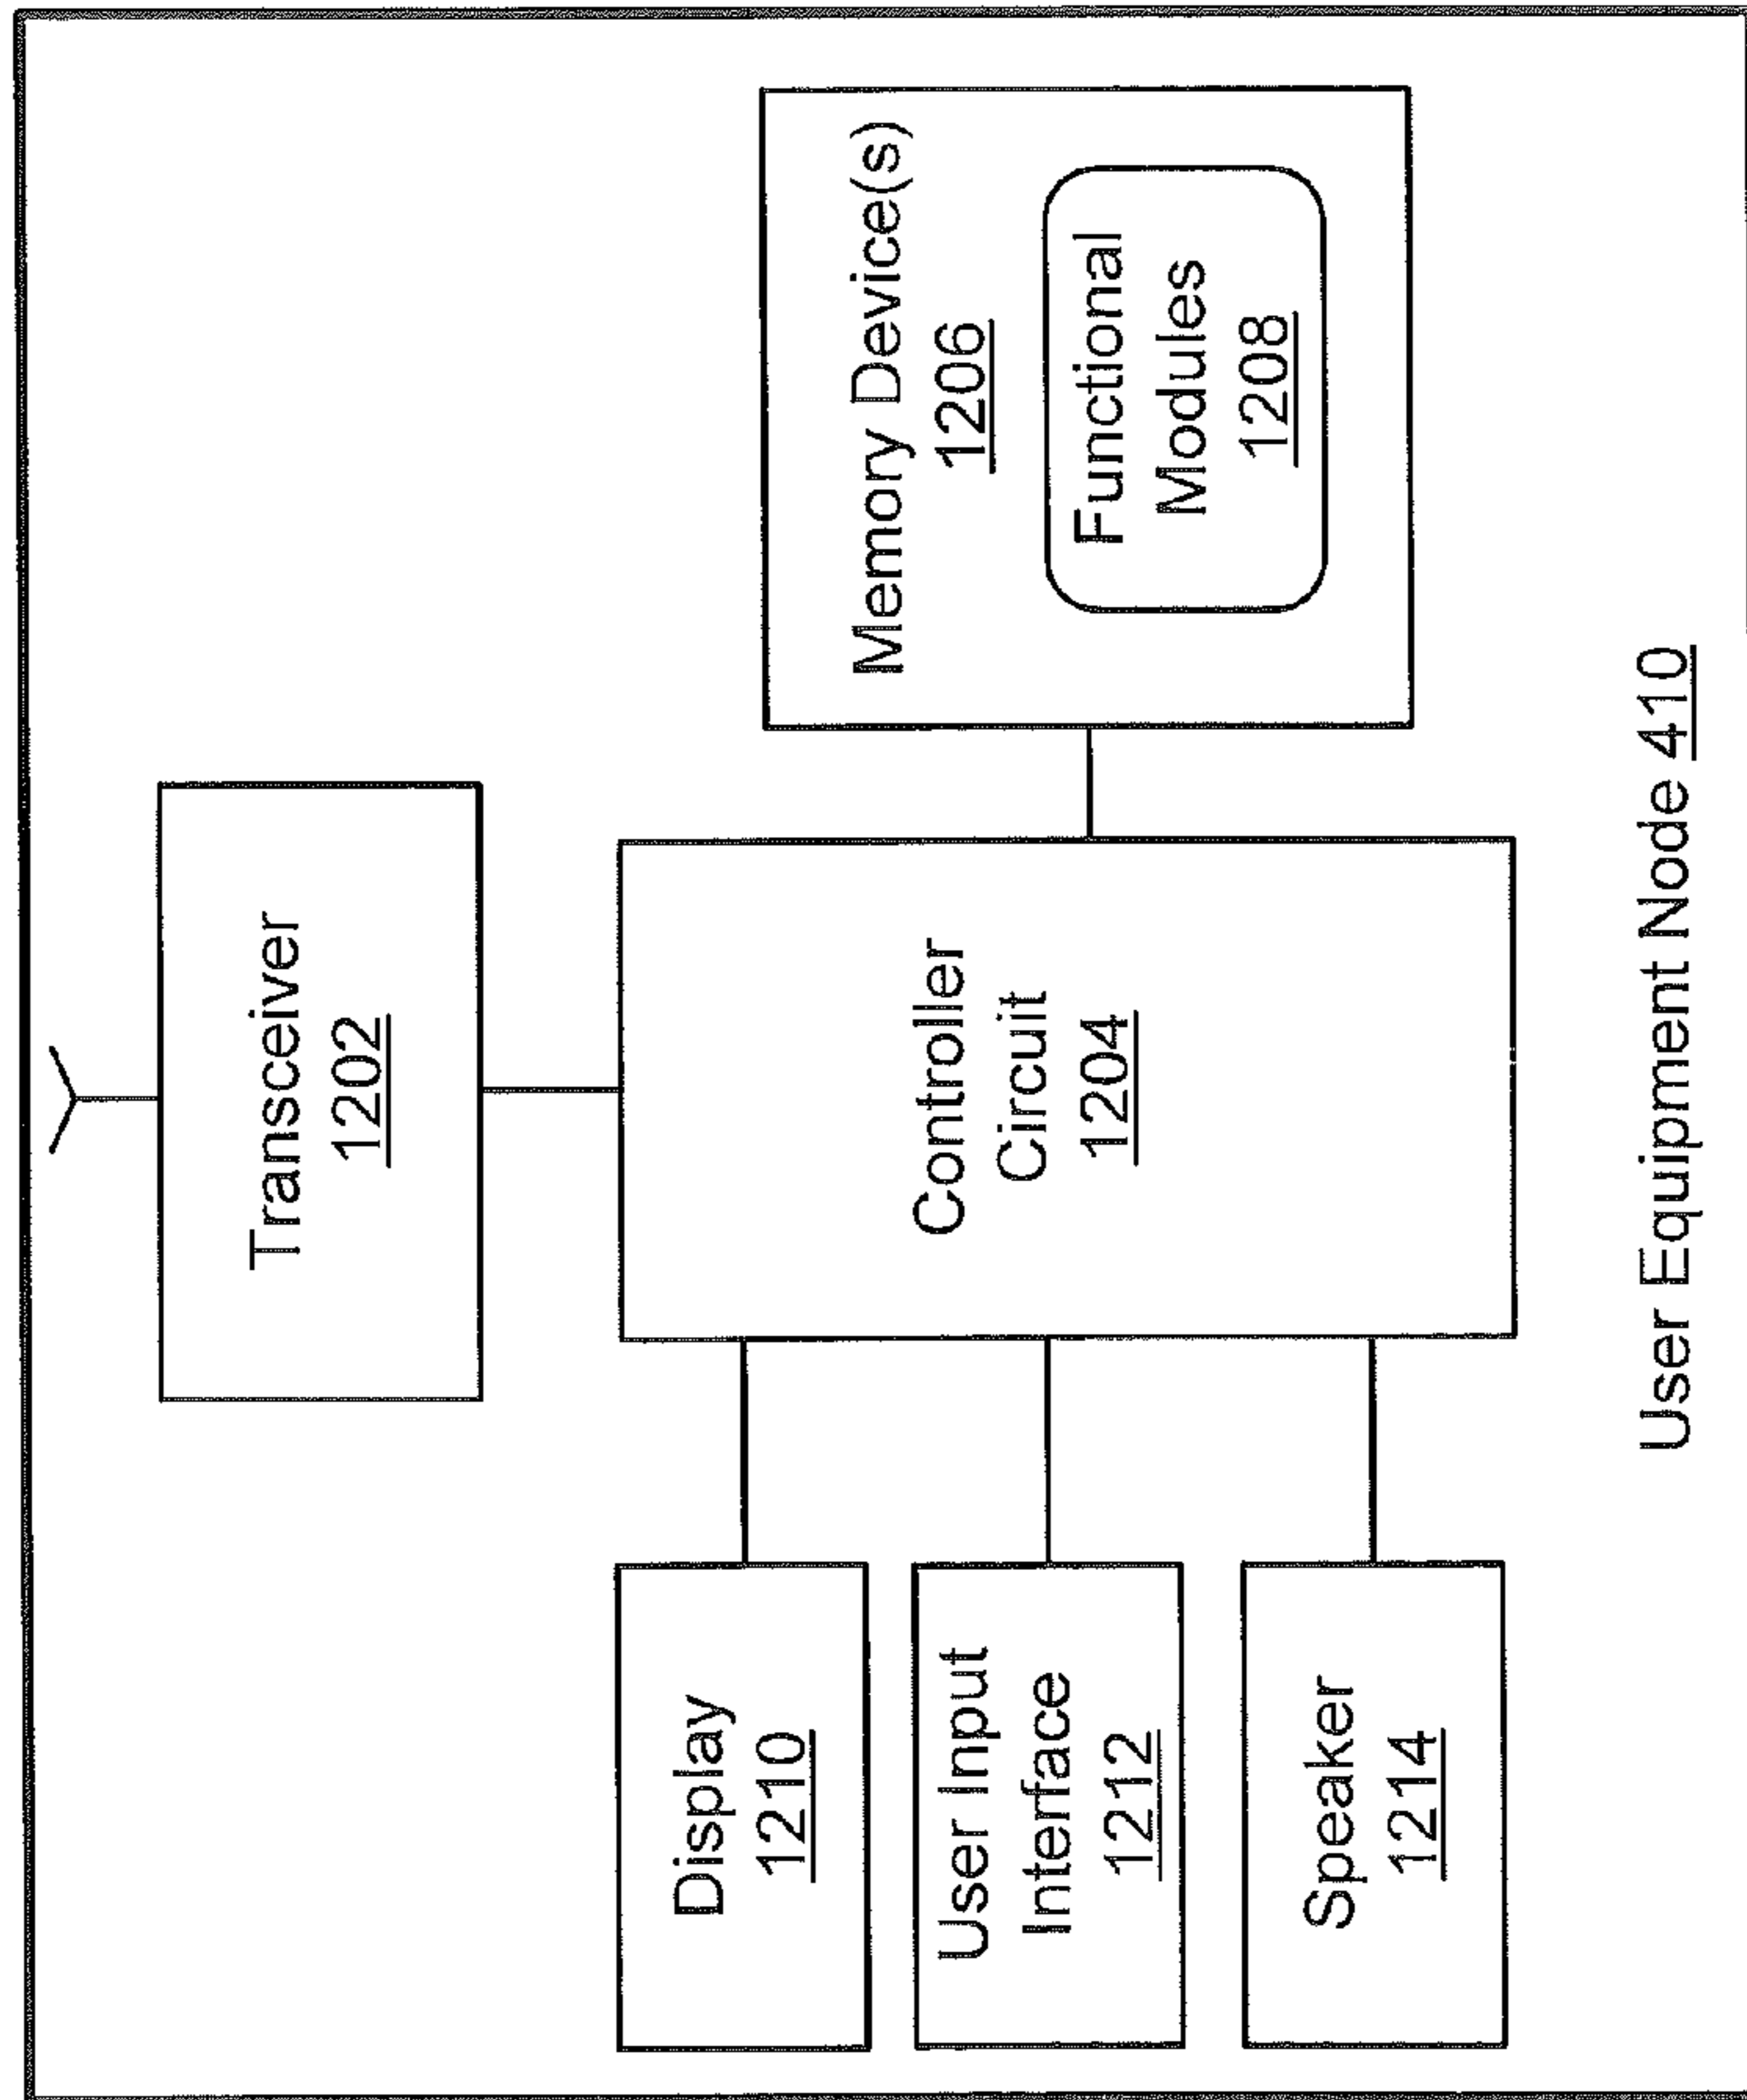 Transceiver
1202
Display
1210
User Input
Interface
1212
Speaker
1214
Controller
Circuit
1204
Memory Device(s)
1206
Functional
Modules
1208
User Equipment Node 410